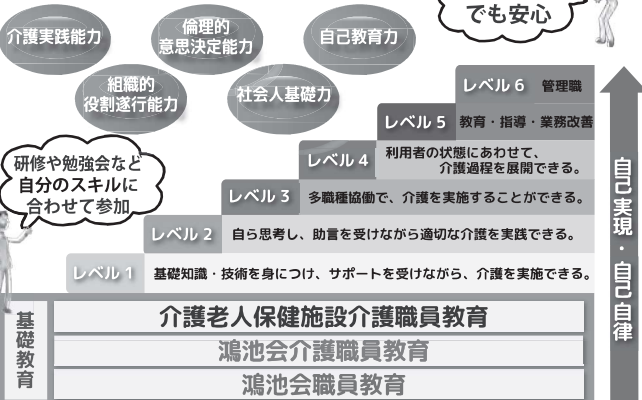 でも安心
介護実践能力
倫理的
意思決定能力
自己教育力
組織的
役割遂行能力
社会人基礎力
研修や勉強会など
自分のスキルに
合わせて参加
レベル 6 管理職
レベル 5 教育・指導・業務改善
レベル 4 利用者の状態にあわせて、
介護過程を展開できる。
レベル 3 多職種協働で、介護を実施することができる。
レベル 2 自ら思考し、助言を受けながら適切な介護を実践できる。
レベル 1 基礎知識・技術を身につけ、サポートを受けながら、介護を実施できる。
自己実現・自己自律
基礎教育
介護老人保健施設介護職員教育
鴻池会介護職員教育
鴻池会職員教育